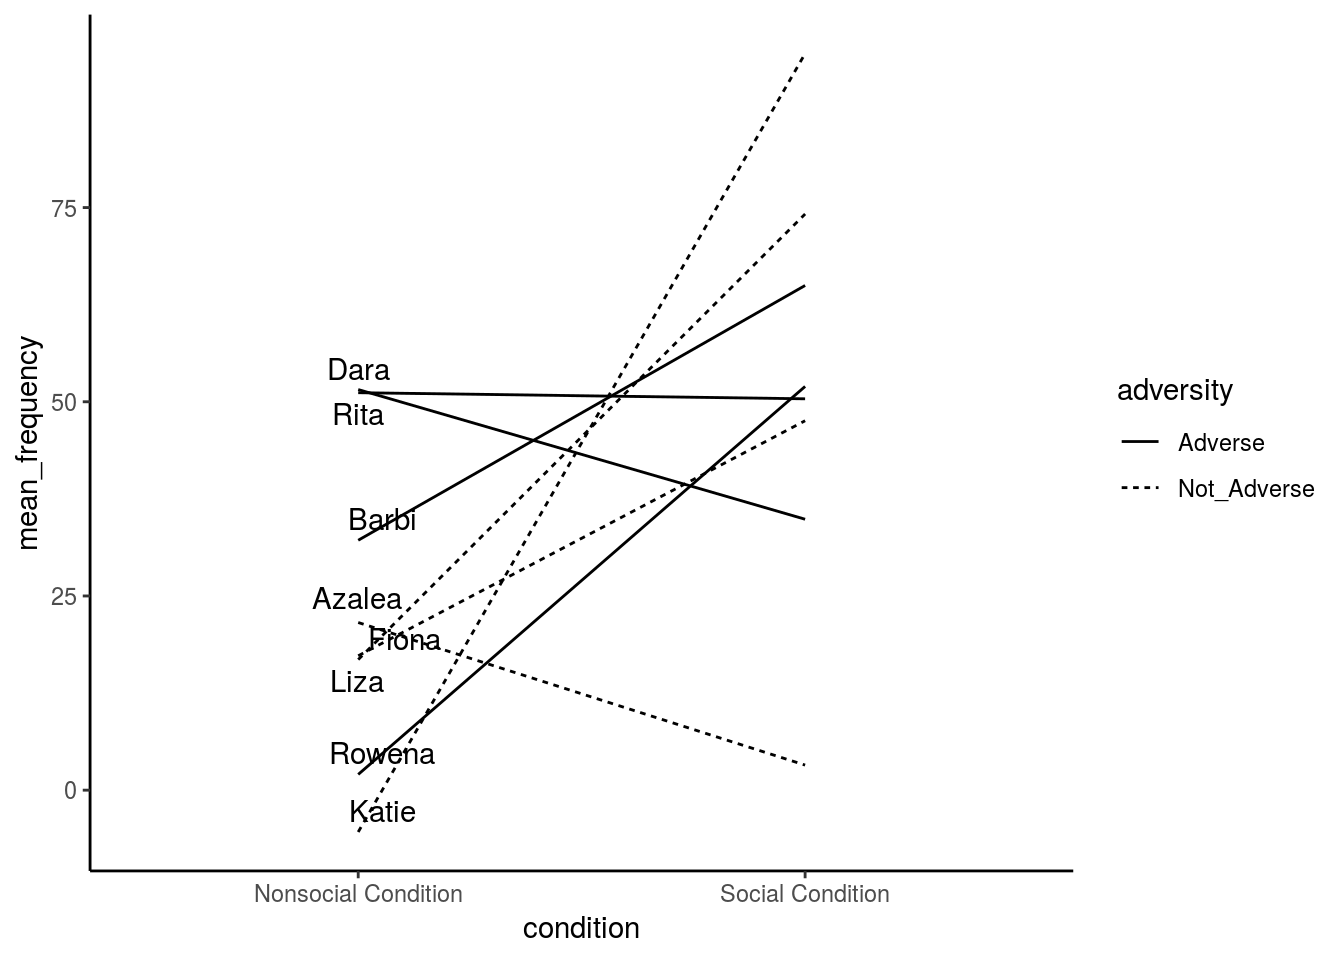 mean_frequency
75
50
25
0
Dara
Rita
Barbi
Azalea
Fiona
Liza
Rowena
Katie
Nonsocial Condition
Social Condition
condition
adversity
Adverse
Not_Adverse